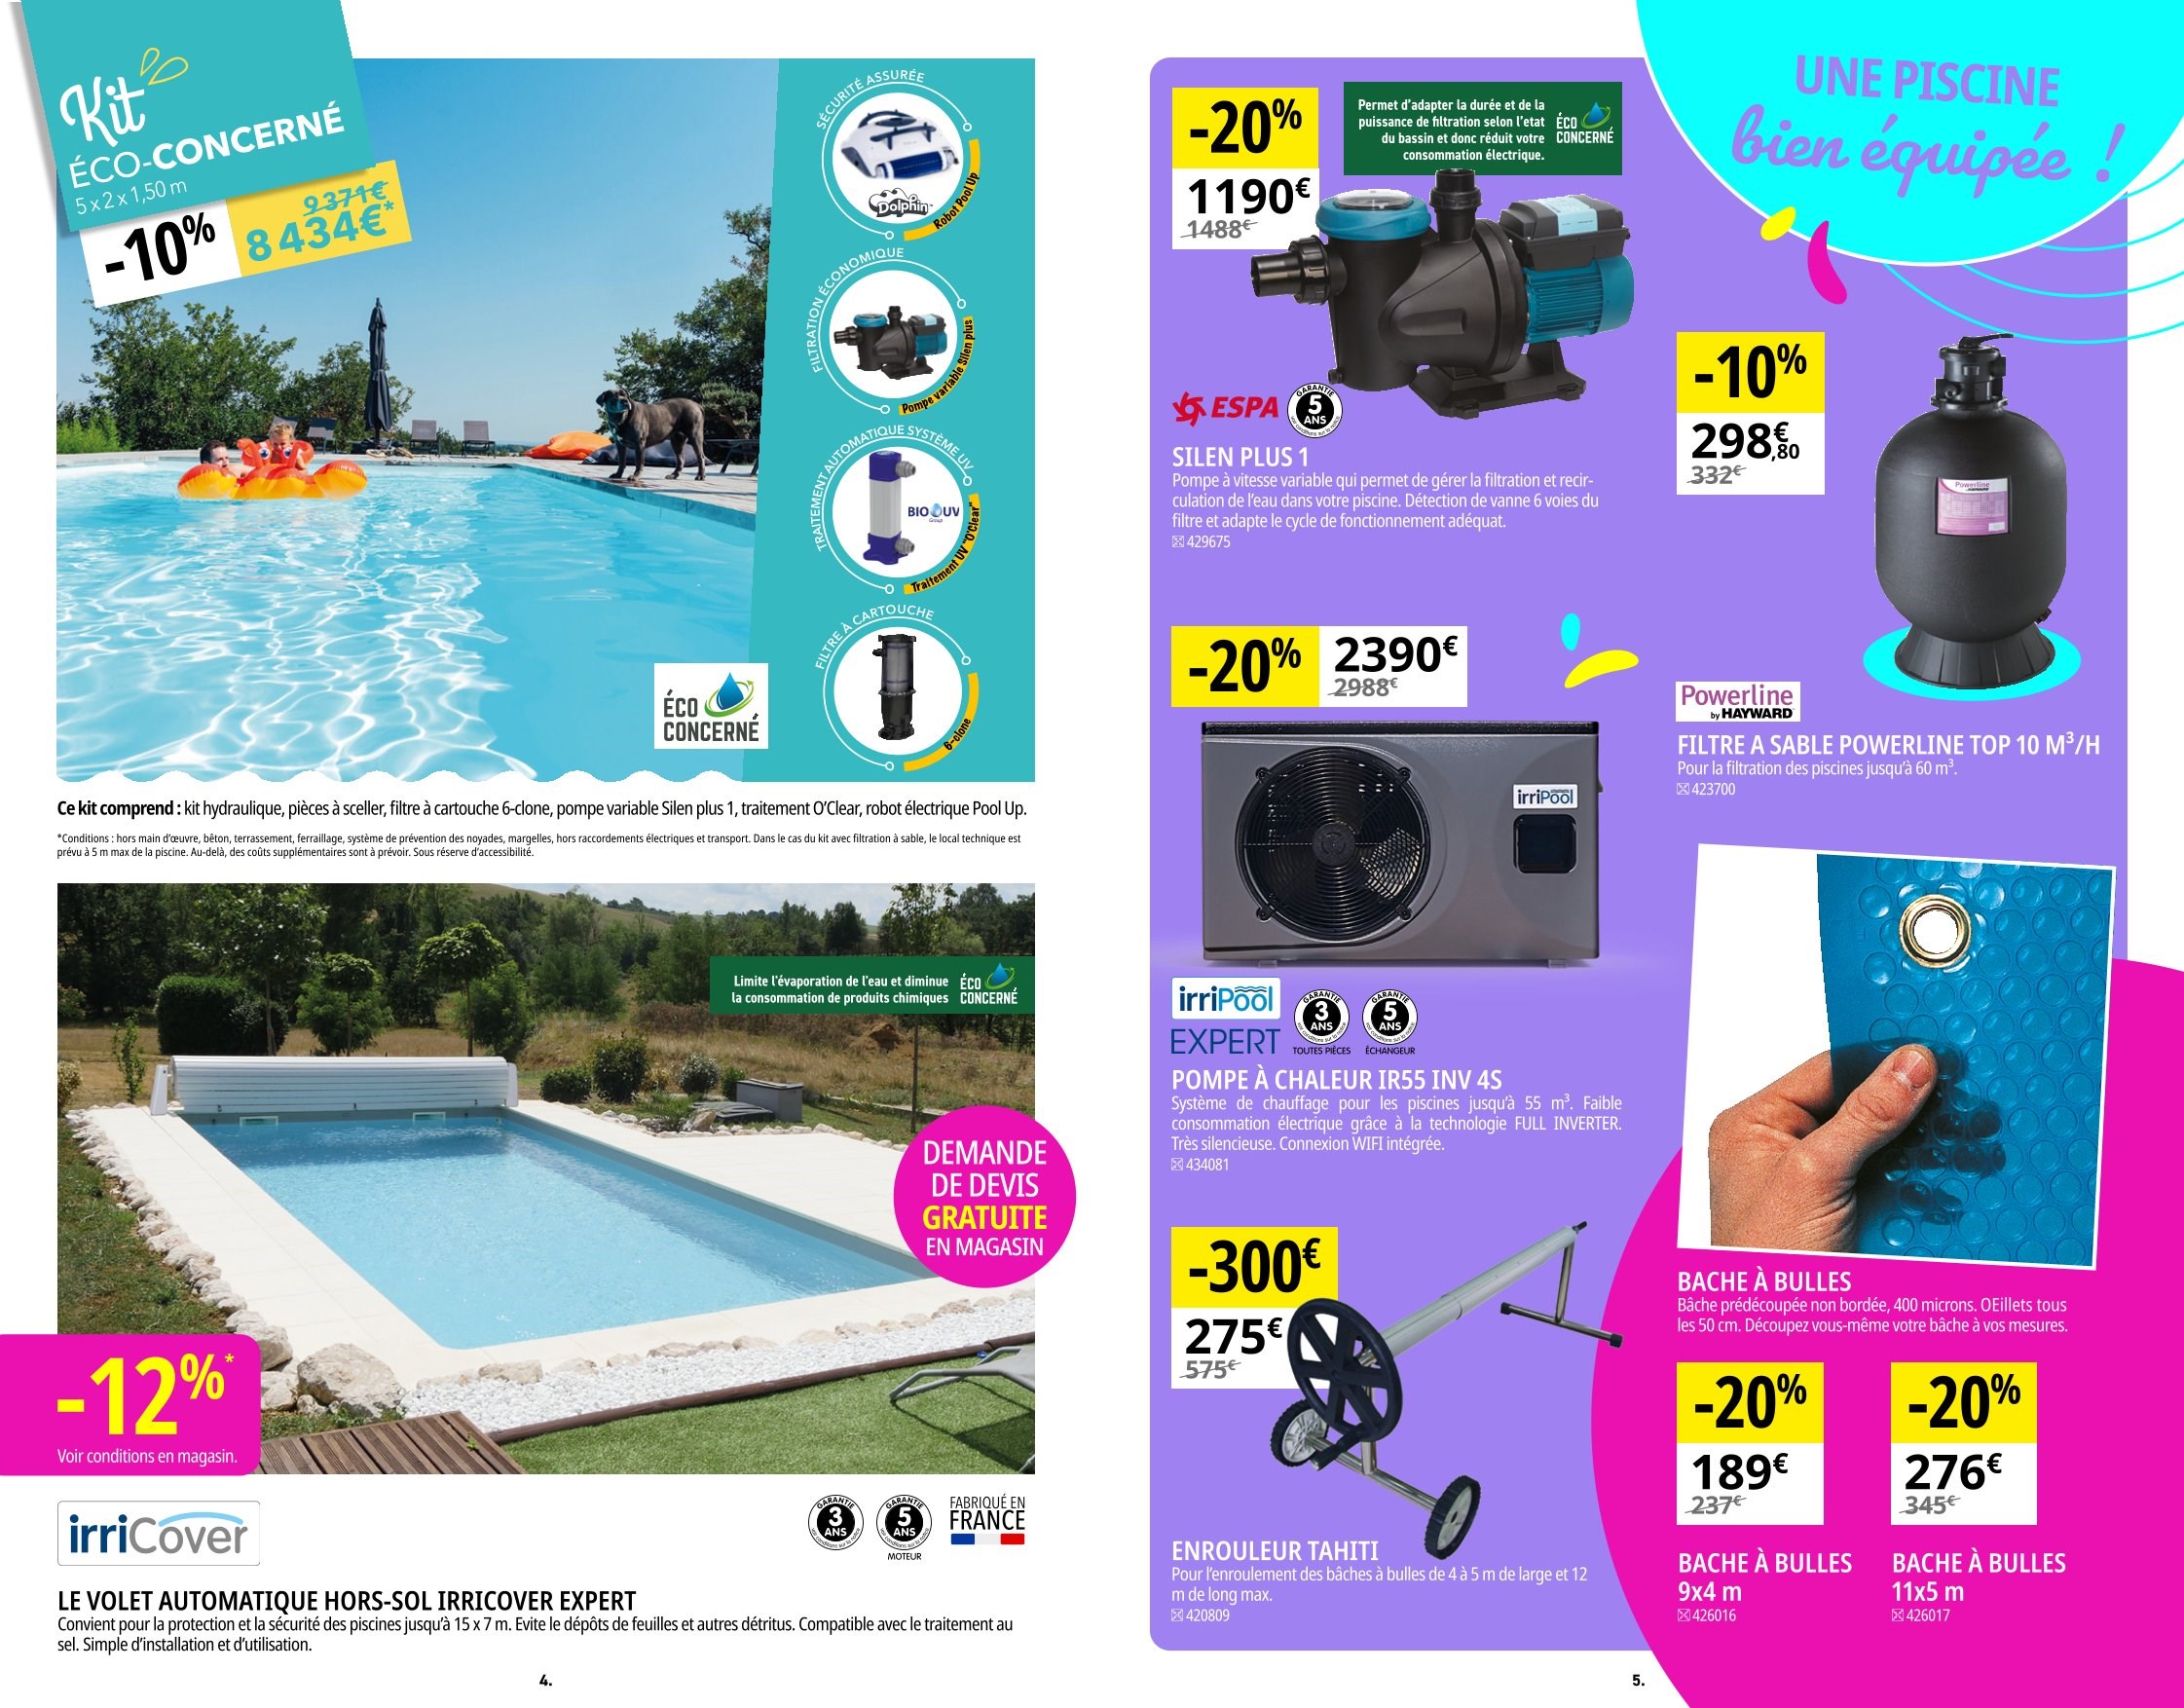 Kit
ÉCO-CONCERNÉ
5 x 2 x 1,50 m
-10%
9 371€
8 434€*
SÉCURITÉ ASSURÉE
Dolphin
Robot Pool Up
FILTRATION ÉCONOMIQUE
Pompe variable Silen plus
TRAITEMENT AUTOMATIQUE SYSTÈME UV
BIO UV
Group
Traitement UV "O'Clear"
FILTRE À CARTOUCHE
6-clone
ÉCO
CONCERNÉ
Ce kit comprend : kit hydraulique, pièces à sceller, filtre à cartouche 6-clone, pompe variable Silen plus 1, traitement O'Clear, robot électrique Pool Up.
*Conditions : hors main d'œuvre, bêton, terrassement, ferraillage, système de prévention des noyades, margelles, hors raccordements électriques et transport. Dans le cas du kit avec filtration à sable, le local technique est
prévu à 5 m max de la piscine. Au-delà, des coûts supplémentaires sont à prévoir. Sous réserve d'accessibilité.
Limite l'évaporation de l'eau et diminue
la consommation de produits chimiques
ÉCO
CONCERNÉ
DEMANDE
DE DEVIS
GRATUITE
EN MAGASIN
-12%*
Voir conditions en magasin.
irriCover
GARANTIE
3
ANS
GARANTIE
5
ANS
MOTEUR
FABRIQUÉ EN
FRANCE
LE VOLET AUTOMATIQUE HORS-SOL IRRICOVER EXPERT
Convient pour la protection et la sécurité des piscines jusqu'à 15 x 7 m. Evite le dépôts de feuilles et autres détritus. Compatible avec le traitement au
sel. Simple d'installation et d'utilisation.
4.
UNE PISCINE
bien équipée !
-20%
1190€
1488€
Permet d'adapter la durée et de la
puissance de filtration selon l'etat
du bassin et donc réduit votre
consommation électrique.
ÉCO
CONCERNÉ
ESPA
GARANTIE
5
ANS
SILEN PLUS 1
Pompe à vitesse variable qui permet de gérer la filtration et recir-
culation de l'eau dans votre piscine. Détection de vanne 6 voies du
filtre et adapte le cycle de fonctionnement adéquat.
429675
-10%
298€,80
332€
Powerline
Powerline
by HAYWARD
FILTRE A SABLE POWERLINE TOP 10 M³/H
Pour la filtration des piscines jusqu'à 60 m³.
423700
-20%
2390€
2988€
irriPool
irriPool
EXPERT
GARANTIE
3
ANS
TOUTES PIÈCES
GARANTIE
5
ANS
ÉCHANGEUR
POMPE À CHALEUR IR55 INV 4S
Système de chauffage pour les piscines jusqu'à 55 m³. Faible
consommation électrique grâce à la technologie FULL INVERTER.
Très silencieuse. Connexion WIFI intégrée.
434081
-300€
275€
575€
ENROULEUR TAHITI
Pour l'enroulement des bâches à bulles de 4 à 5 m de large et 12
m de long max.
420809
BACHE À BULLES
Bâche prédécoupée non bordée, 400 microns. OEillets tous
les 50 cm. Découpez vous-même votre bâche à vos mesures.
-20%
189€
237€
BACHE À BULLES
9x4 m
426016
-20%
276€
345€
BACHE À BULLES
11x5 m
426017
5.